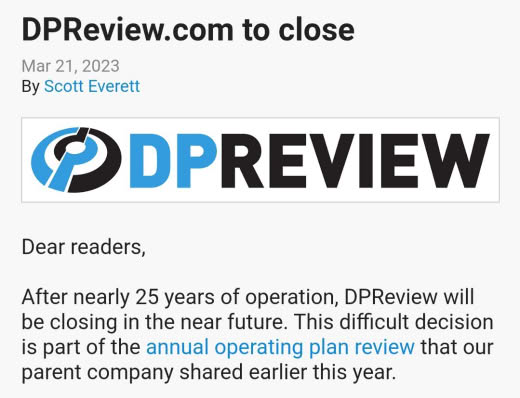 DPReview.com to close
Mar 21, 2023
By Scott Everett
DPREVIEW
Dear readers,
After nearly 25 years of operation, DPReview will
be closing in the near future. This difficult decision
is part of the annual operating plan review that our
parent company shared earlier this year.